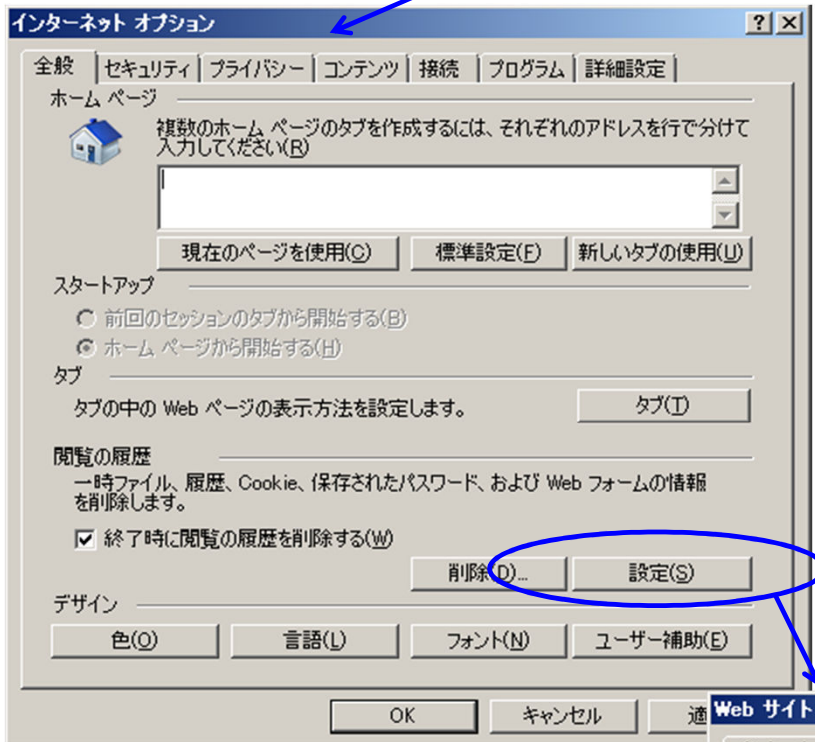 インターネット オプション
全般 セキュリティ プライバシー コンテンツ 接続 プログラム 詳細設定
ホーム ページ
複数のホーム ページのタブを作成するには、それぞれのアドレスを行で分けて
入力してください(R)
現在のページを使用(C) 標準設定(F) 新しいタブの使用(U)
スタートアップ
前回のセッションのタブから開始する(B)
ホーム ページから開始する(H)
タブ
タブの中の Web ページの表示方法を設定します。 タブ(T)
閲覧の履歴
一時ファイル、履歴、Cookie、保存されたパスワード、および Web フォームの情報
を削除します。
終了時に閲覧の履歴を削除する(W)
削除(D)... 設定(S)
デザイン
色(O) 言語(L) フォント(N) ユーザー補助(E)
OK キャンセル 適
Web サイト